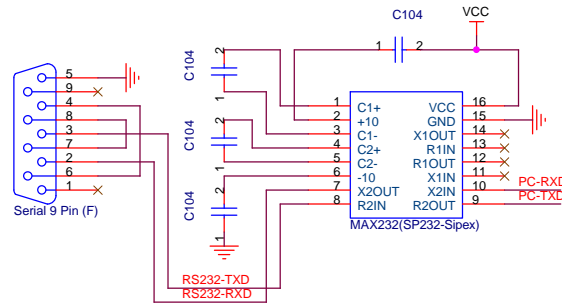 C104
VCC
1 2
C104
2
1
C104
2
1
C104
2
1
5
9
4
8
3
7
2
6
1
Serial 9 Pin (F)
1 C1+ VCC 16
2 +10 GND 15
3 C1- X1OUT 14
4 C2+ R1IN 13
5 C2- R1OUT 12
6 -10 X1IN 11
7 X2OUT X2IN 10 PC-RXD
8 R2IN R2OUT 9 PC-TXD
MAX232(SP232-Sipex)
RS232-TXD
RS232-RXD